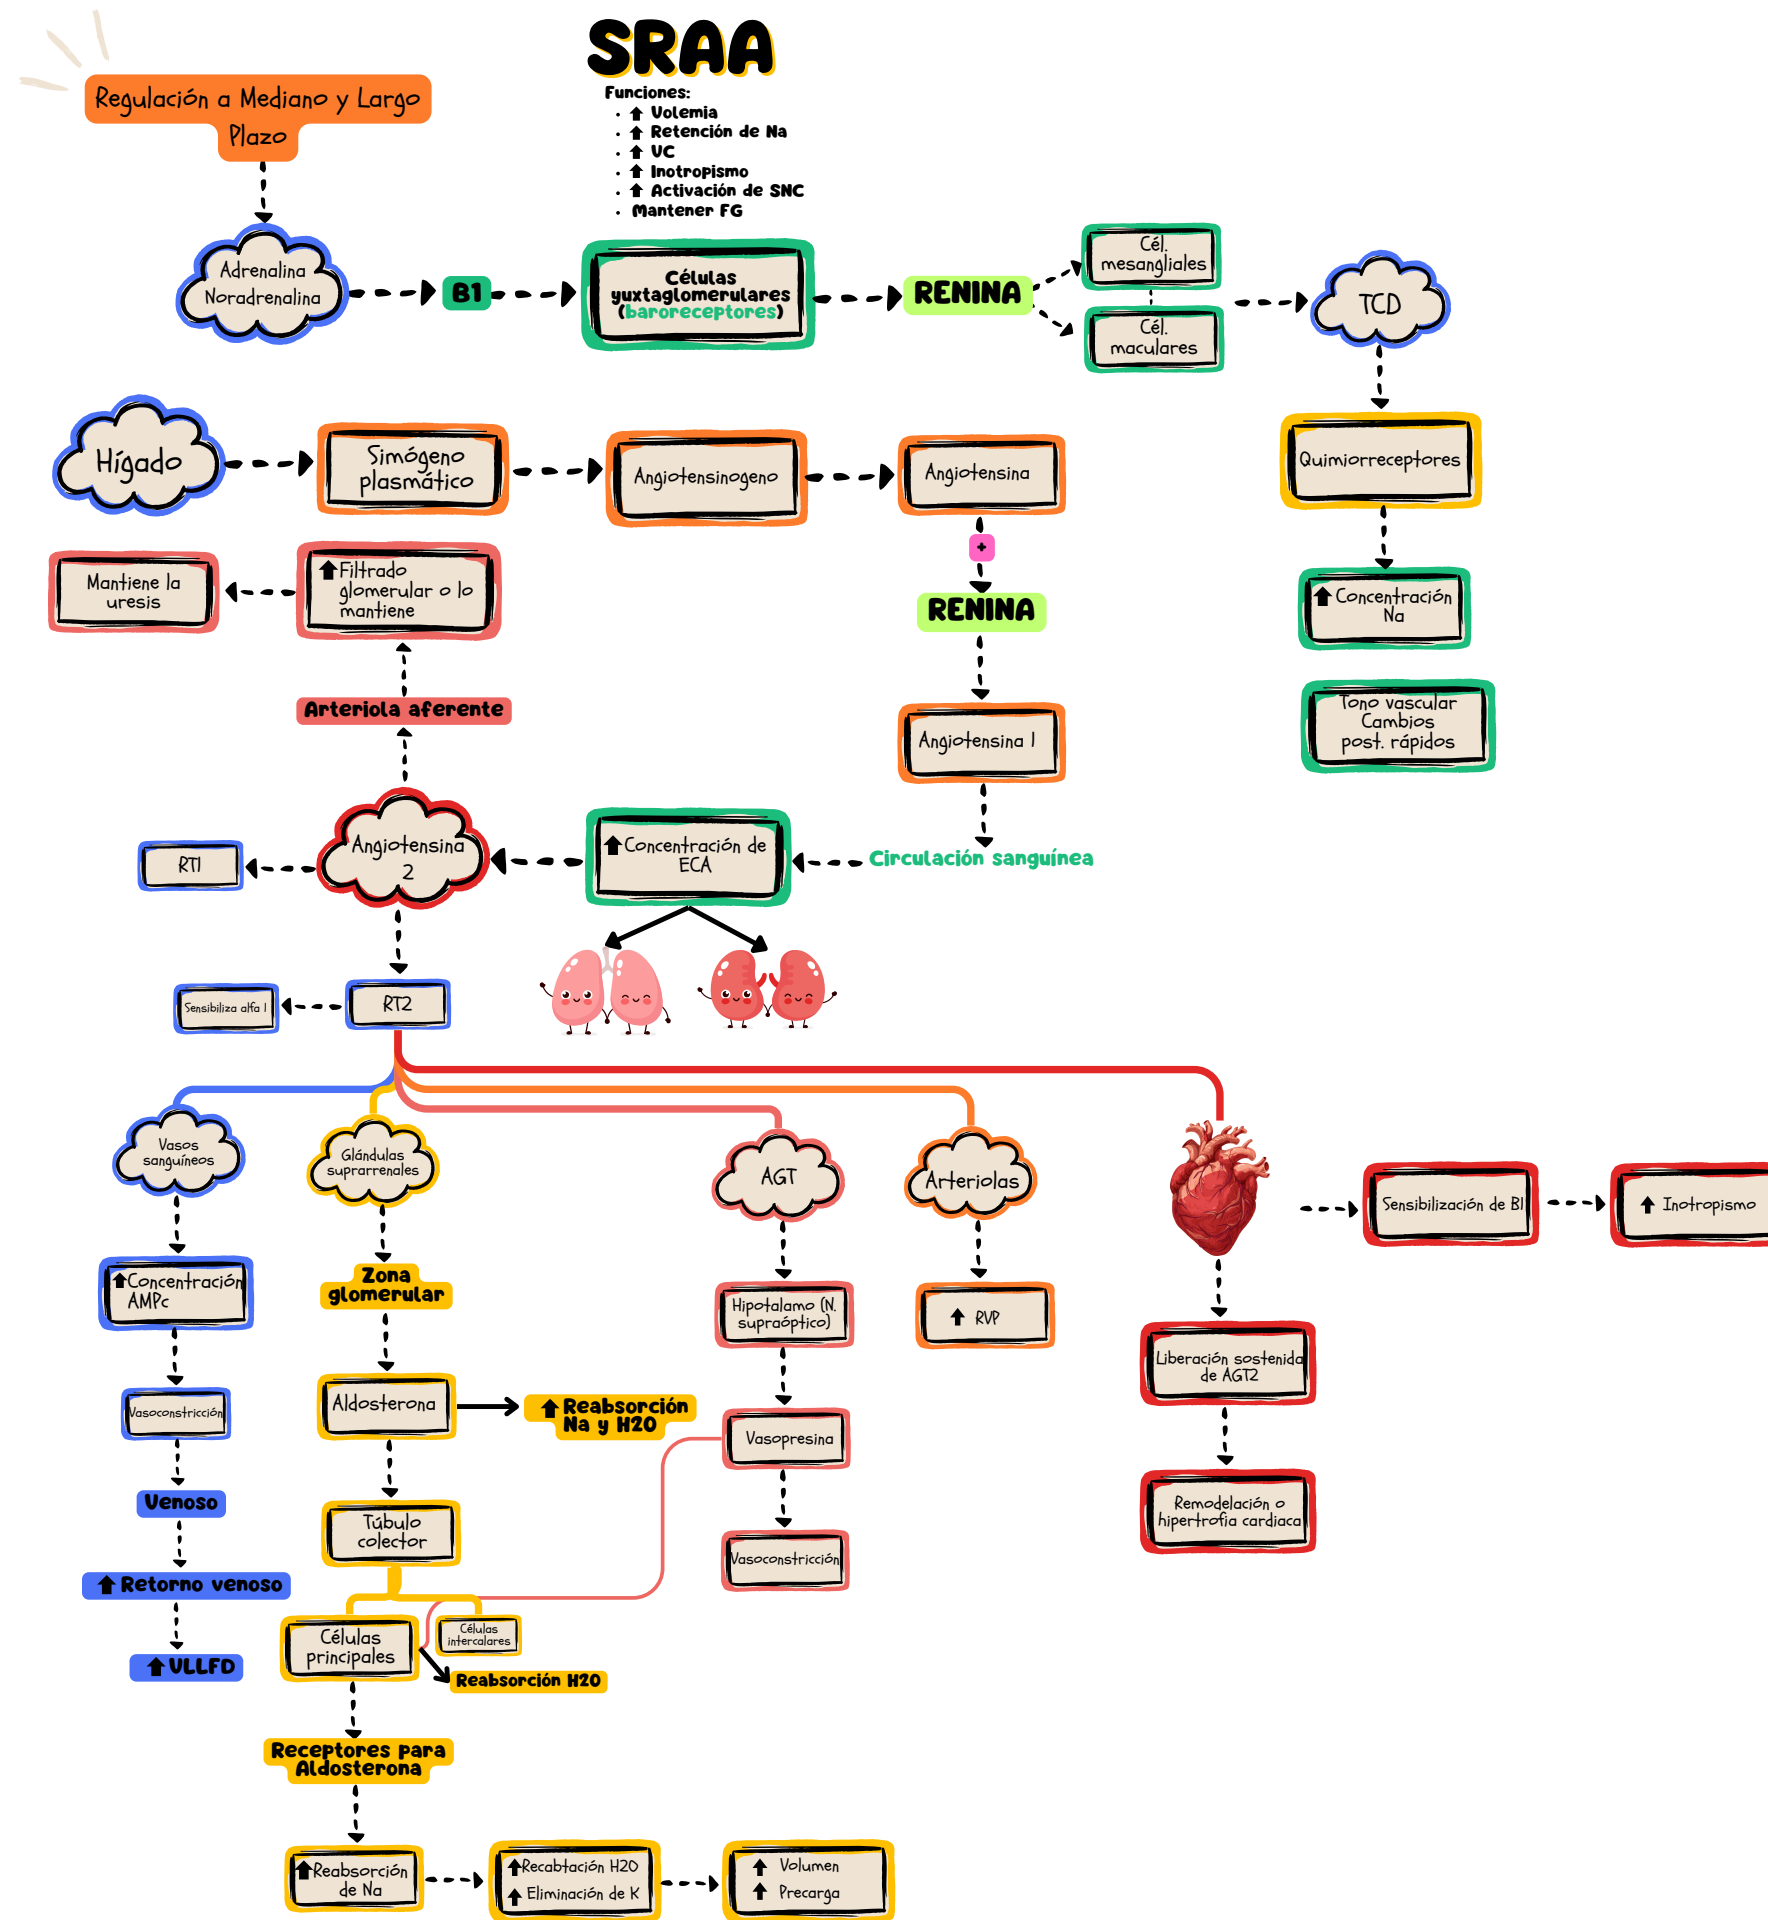 SRAA
Funciones:
• ⬆ Volemia
• ⬆ Retención de Na
• ⬆ VC
• ⬆ Inotropismo
• ⬆ Activación de SNC
• Mantener FG
Regulación a Mediano y Largo
Plazo
Adrenalina
Noradrenalina
B1
Células
yuxtaglomerulares
(baroreceptores)
RENINA
Cél.
mesangliales
Cél.
maculares
TCD
Hígado
Simógeno
plasmático
Angiotensinogeno
Angiotensina
Quimiorreceptores
+
RENINA
⬆ Concentración
Na
Mantiene la
uresis
⬆ Filtrado
glomerular o lo
mantiene
Arteriola aferente
Angiotensina 1
Tono vascular
Cambios
post. rápidos
RT1
Angiotensina
2
⬆ Concentración de
ECA
Circulación sanguínea
Sensibiliza alfa 1
RT2
Vasos
sanguíneos
Glándulas
suprarrenales
AGT
Arteriolas
Sensibilización de B1
⬆ Inotropismo
⬆ Concentración
AMPc
Zona
glomerular
Hipotalamo (N.
supraóptico)
⬆ RVP
Liberación sostenida
de AGT2
Vasoconstricción
Aldosterona
⬆ Reabsorción
Na y H2O
Vasopresina
Venoso
Túbulo
colector
Vasoconstricción
Remodelación o
hipertrofia cardiaca
⬆ Retorno venoso
⬆ VLLFD
Células
principales
Células
intercalares
Reabsorción H2O
Receptores para
Aldosterona
⬆ Reabsorción
de Na
⬆ Recabtación H2O
⬆ Eliminación de K
⬆ Volumen
⬆ Precarga